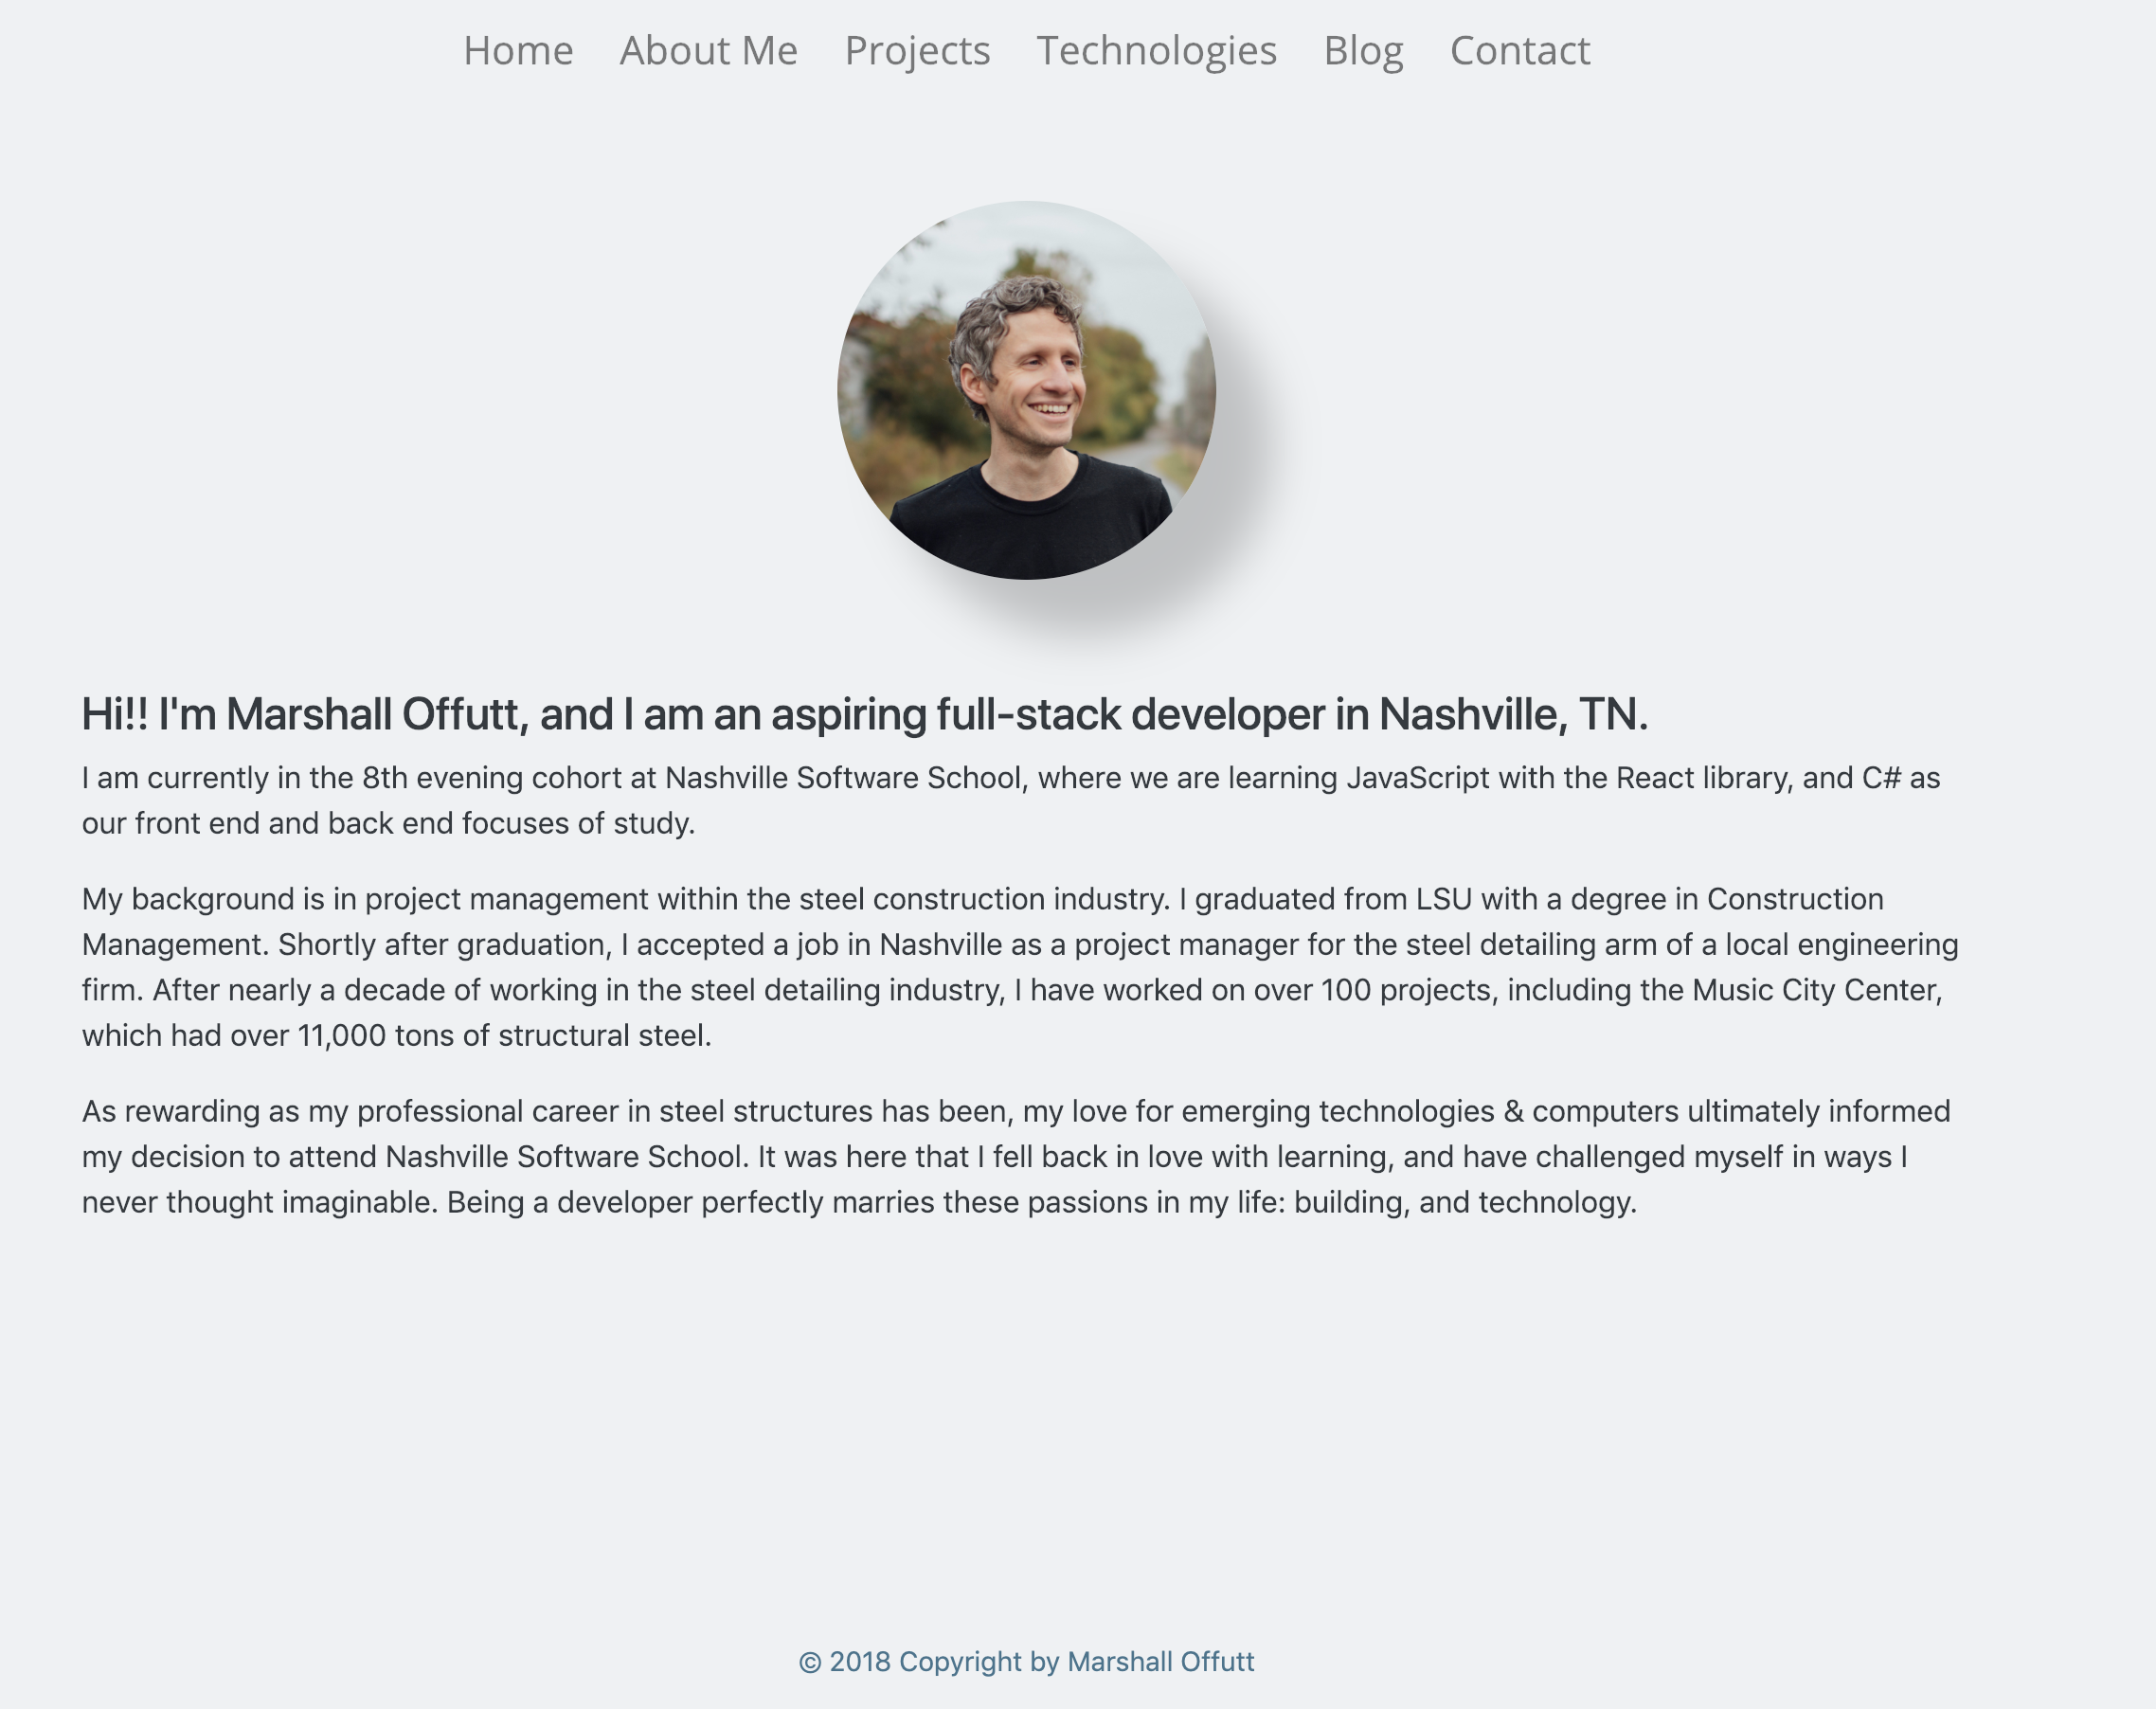 Home About Me Projects Technologies Blog Contact
Hi!! I'm Marshall Offutt, and I am an aspiring full-stack developer in Nashville, TN.
I am currently in the 8th evening cohort at Nashville Software School, where we are learning JavaScript with the React library, and C# as
our front end and back end focuses of study.
My background is in project management within the steel construction industry. I graduated from LSU with a degree in Construction
Management. Shortly after graduation, I accepted a job in Nashville as a project manager for the steel detailing arm of a local engineering
firm. After nearly a decade of working in the steel detailing industry, I have worked on over 100 projects, including the Music City Center,
which had over 11,000 tons of structural steel.
As rewarding as my professional career in steel structures has been, my love for emerging technologies & computers ultimately informed
my decision to attend Nashville Software School. It was here that I fell back in love with learning, and have challenged myself in ways I
never thought imaginable. Being a developer perfectly marries these passions in my life: building, and technology.
© 2018 Copyright by Marshall Offutt